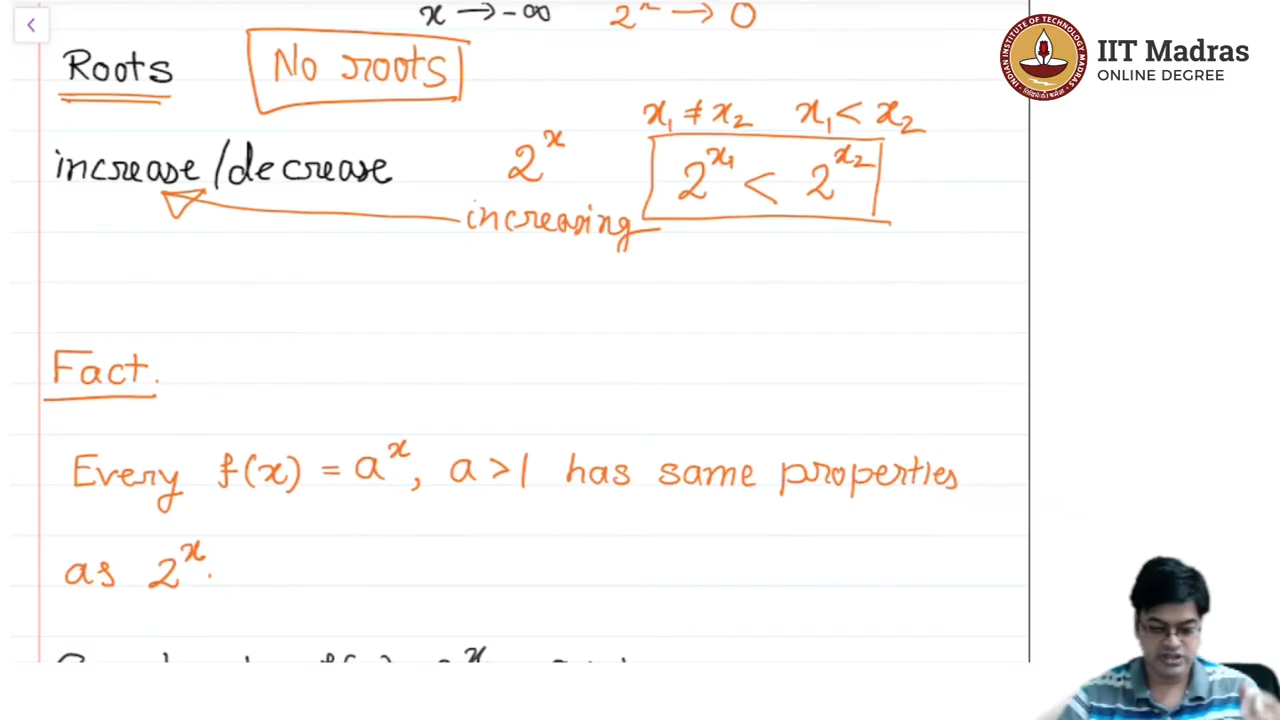 x → -∞ 2^x → 0
Roots No roots
x₁ ≠ x₂ x₁ < x₂
increase/decrease 2^x 2^x₁ < 2^x₂
increasing
Fact.
Every f(x) = a^x, a > 1 has same properties
as 2^x.
IIT Madras
ONLINE DEGREE